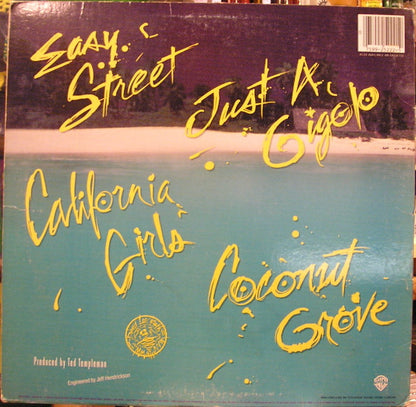 Easy
Street
Just A
Gigolo
California
Girls
Coconut
Grove
Produced by Ted Templeman
Engineered by Jeff Hendrickson